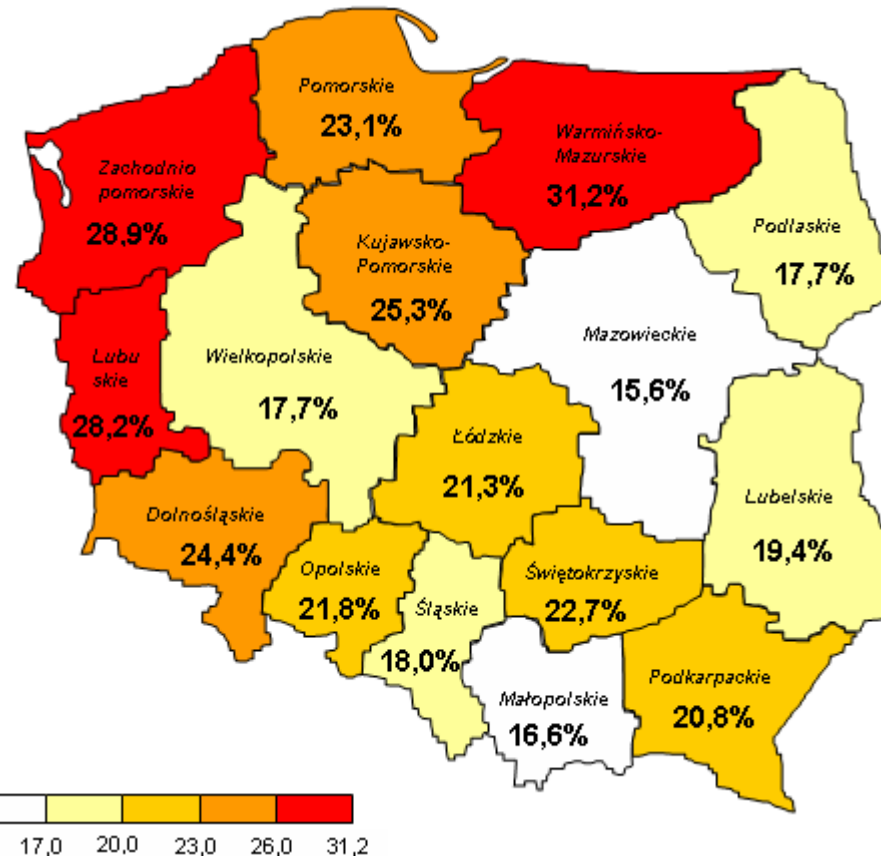 Pomorskie
23,1%
Warmińsko-
Mazurskie
31,2%
Zachodnio
pomorskie
28,9%
Kujawsko-
Pomorskie
25,3%
Podlaskie
17,7%
Lubu
skie
28,2%
Wielkopolskie
17,7%
Mazowieckie
15,6%
Łódzkie
21,3%
Lubelskie
19,4%
Dolnośląskie
24,4%
Opolskie
21,8%
Śląskie
18,0%
Świętokrzyskie
22,7%
Małopolskie
16,6%
Podkarpackie
20,8%
17,0 20,0 23,0 26,0 31,2